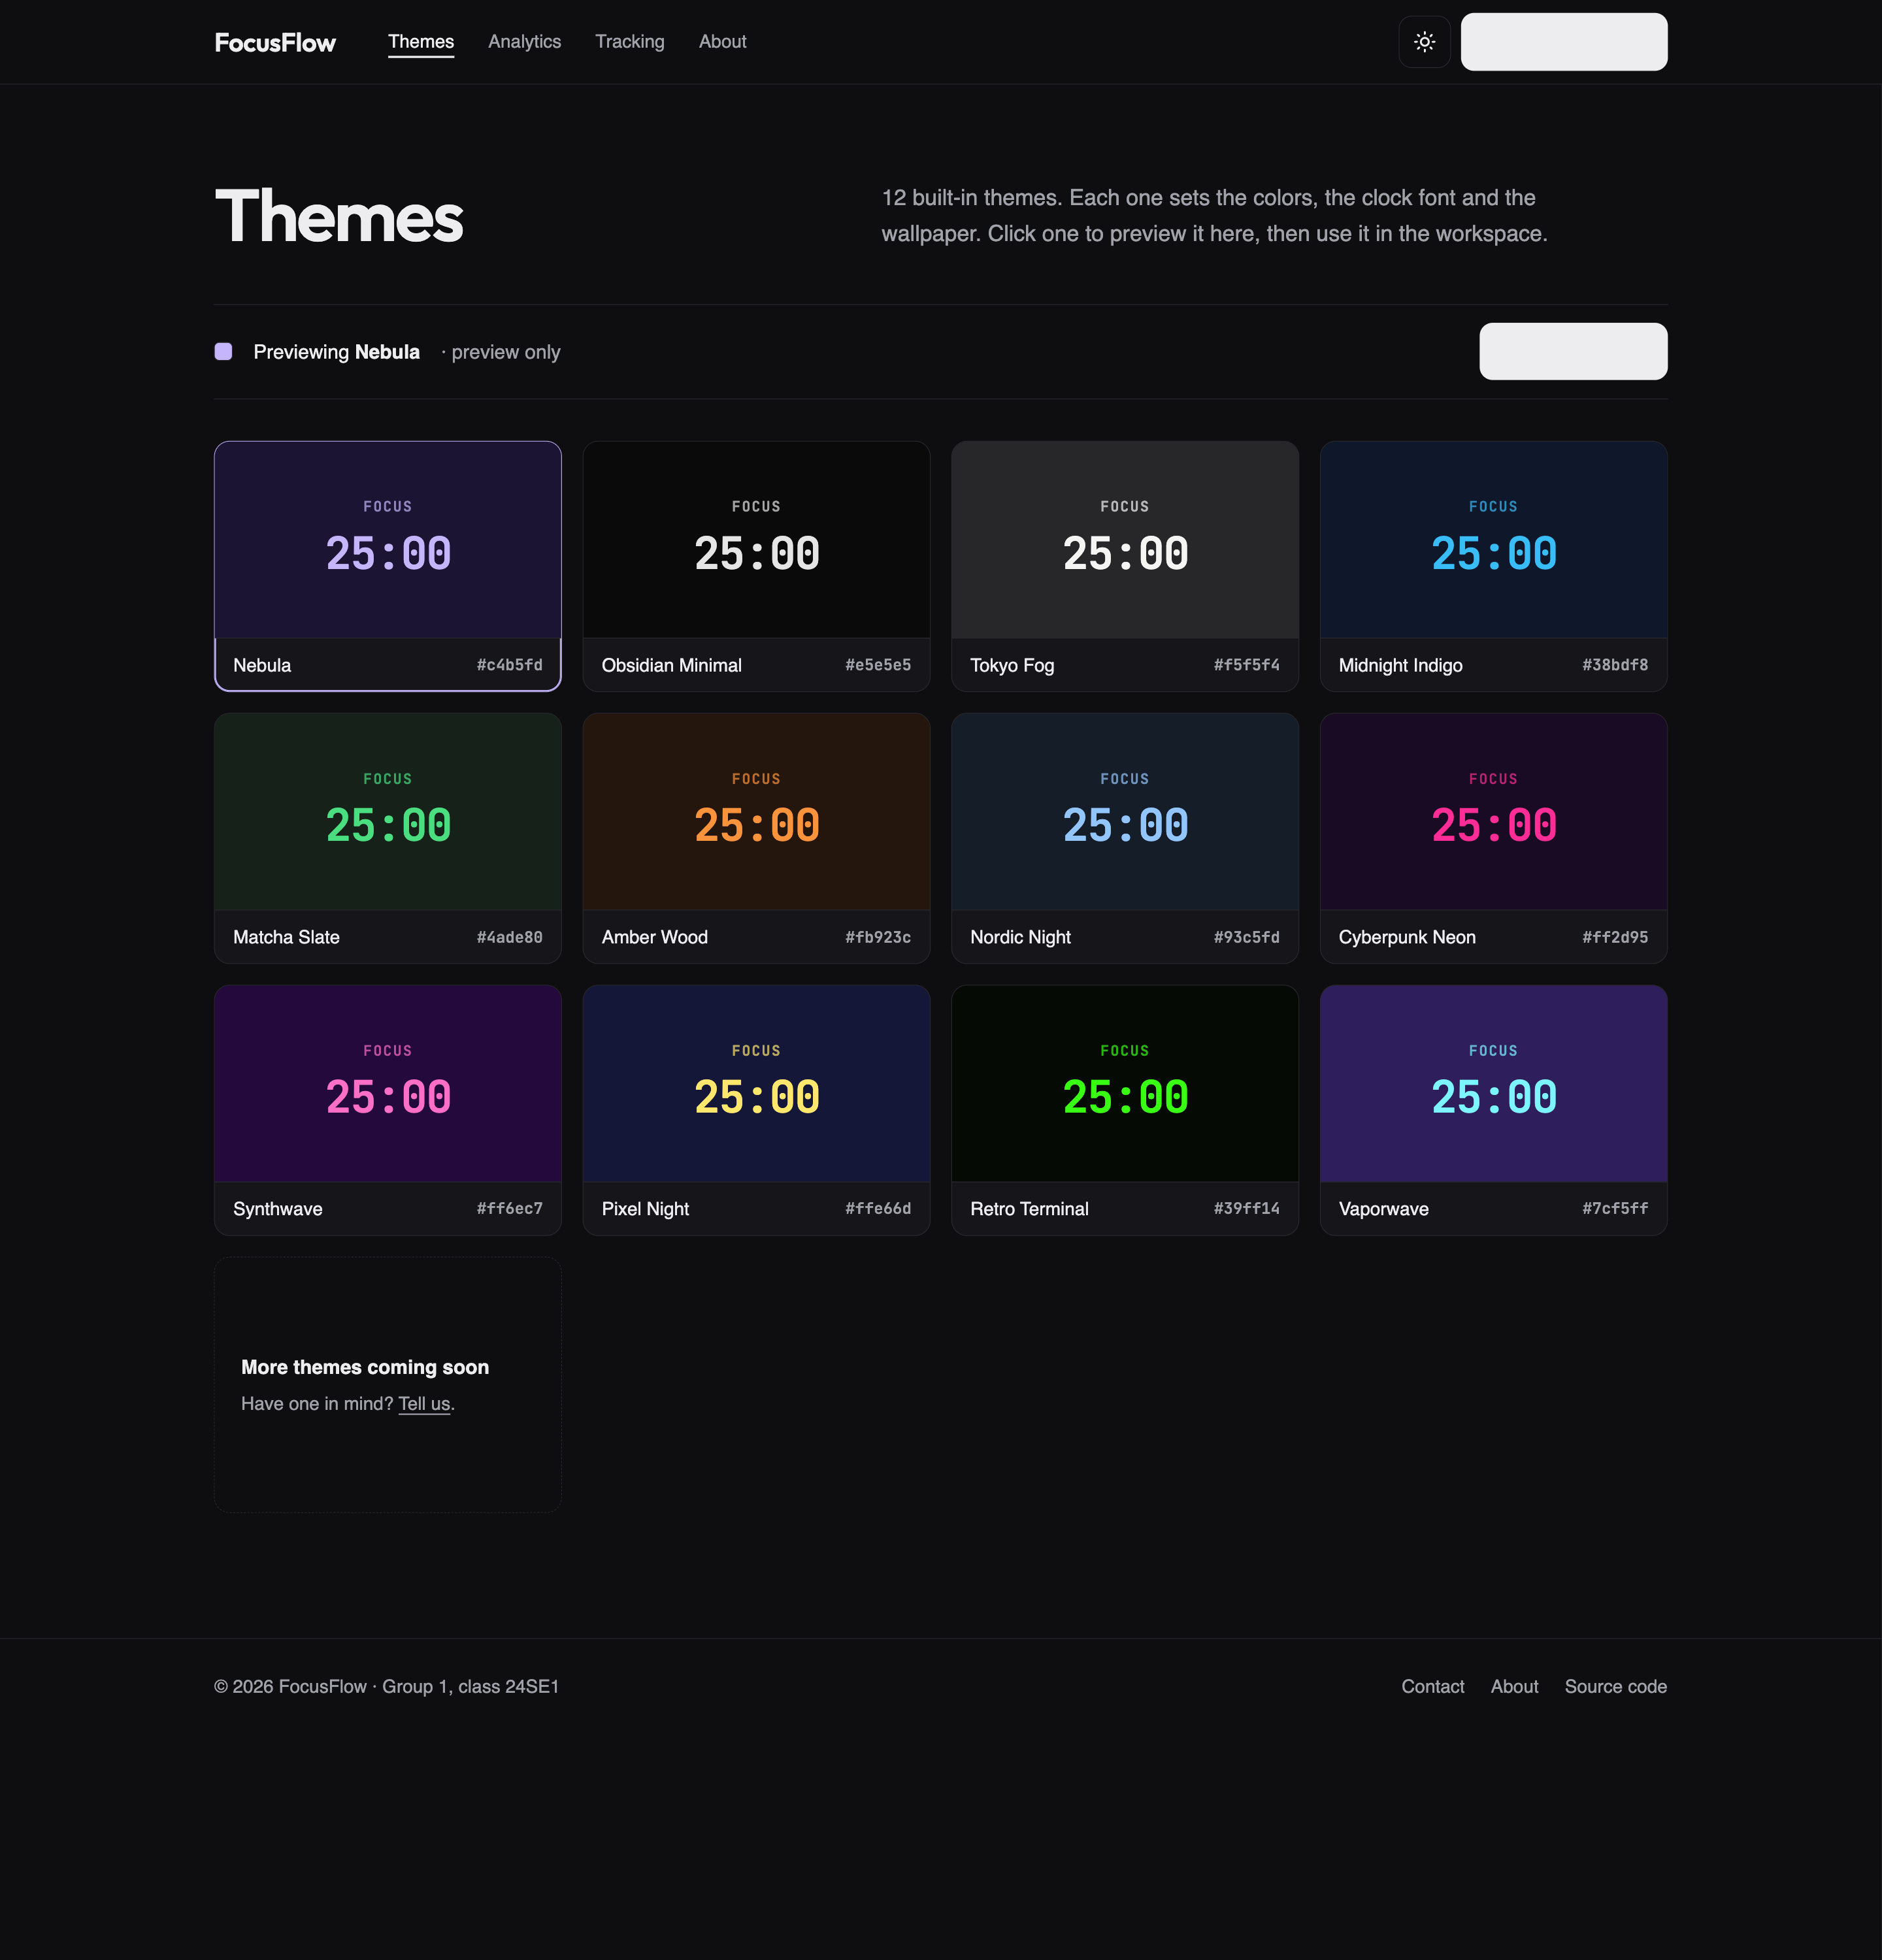 FocusFlow
Themes
Analytics
Tracking
About
Themes
12 built-in themes. Each one sets the colors, the clock font and the
wallpaper. Click one to preview it here, then use it in the workspace.
Previewing Nebula · preview only
FOCUS
25:00
Nebula
#c4b5fd
FOCUS
25:00
Obsidian Minimal
#e5e5e5
FOCUS
25:00
Tokyo Fog
#f5f5f4
FOCUS
25:00
Midnight Indigo
#38bdf8
FOCUS
25:00
Matcha Slate
#4ade80
FOCUS
25:00
Amber Wood
#fb923c
FOCUS
25:00
Nordic Night
#93c5fd
FOCUS
25:00
Cyberpunk Neon
#ff2d95
FOCUS
25:00
Synthwave
#ff6ec7
FOCUS
25:00
Pixel Night
#ffe66d
FOCUS
25:00
Retro Terminal
#39ff14
FOCUS
25:00
Vaporwave
#7cf5ff
More themes coming soon
Have one in mind? Tell us.
© 2026 FocusFlow · Group 1, class 24SE1
Contact
About
Source code